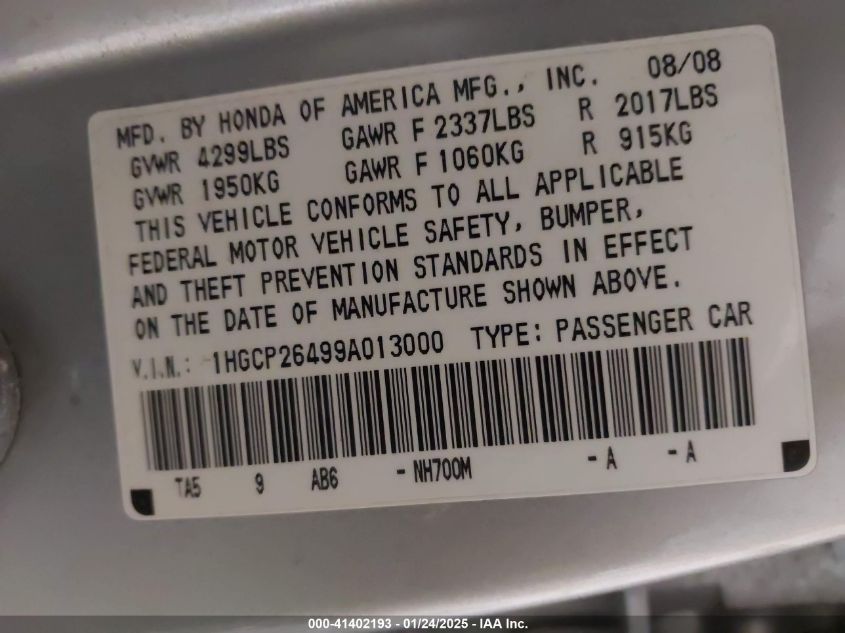 MFD. BY HONDA OF AMERICA MFG., INC. 08/08
GVWR 4299LBS GAWR F 2337LBS R 2017LBS
GVWR 1950KG GAWR F 1060KG R 915KG
THIS VEHICLE CONFORMS TO ALL APPLICABLE
FEDERAL MOTOR VEHICLE SAFETY, BUMPER,
AND THEFT PREVENTION STANDARDS IN EFFECT
ON THE DATE OF MANUFACTURE SHOWN ABOVE.
V.I.N.: 1HGCP26499A013000 TYPE: PASSENGER CAR
TA5 9 AB6 -NH700M -A -A
000-41402193 - 01/24/2025 - IAA Inc.